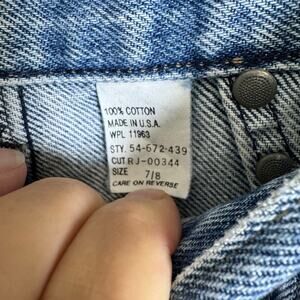 100% COTTON
MADE IN U.S.A.
WPL 11963
STY. 54-672-439
CUT RJ-00344
SIZE 7/8
CARE ON REVERSE